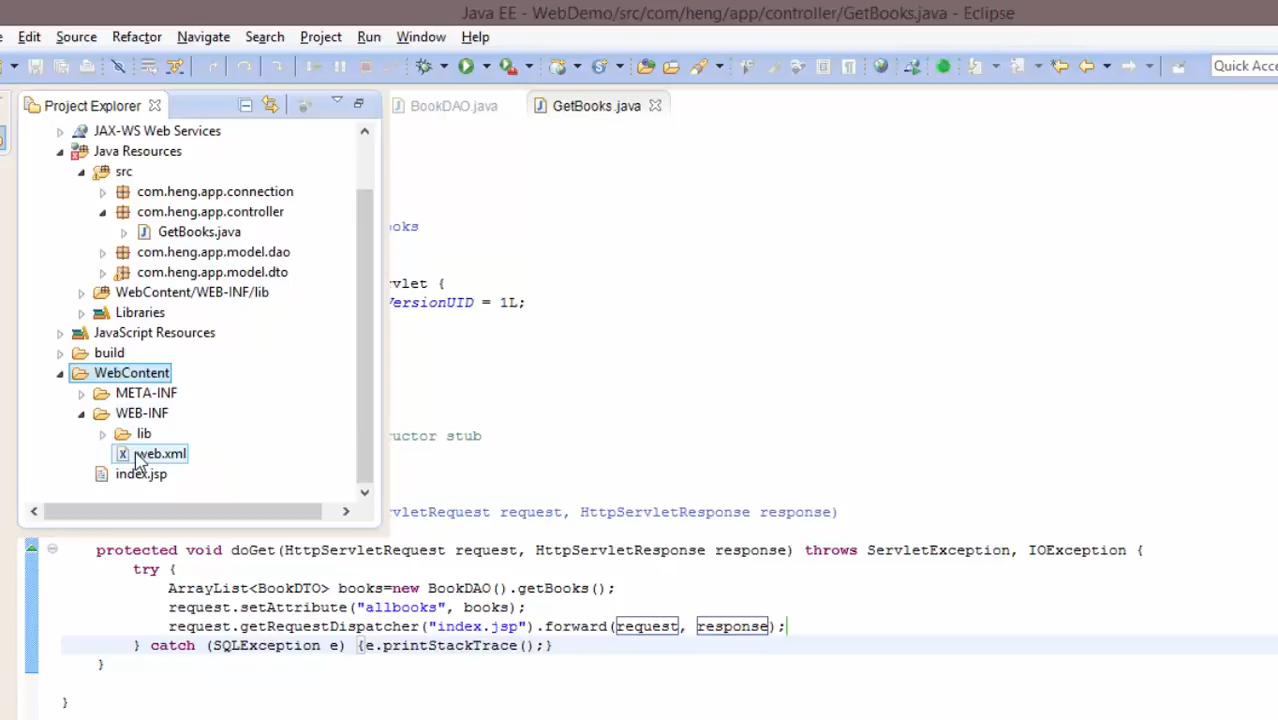 Java EE - WebDemo/src/com/heng/app/controller/GetBooks.java - Eclipse
Edit Source Refactor Navigate Search Project Run Window Help
Quick Acce
Project Explorer
BookDAO.java
GetBooks.java
JAX-WS Web Services
Java Resources
src
com.heng.app.connection
com.heng.app.controller
GetBooks.java
com.heng.app.model.dao
com.heng.app.model.dto
WebContent/WEB-INF/lib
Libraries
JavaScript Resources
build
WebContent
META-INF
WEB-INF
lib
web.xml
index.jsp
ooks
rvlet {
VersionUID = 1L;
ructor stub
rvletRequest request, HttpServletResponse response)
protected void doGet(HttpServletRequest request, HttpServletResponse response) throws ServletException, IOException {
try {
ArrayList<BookDTO> books=new BookDAO().getBooks();
request.setAttribute("allbooks", books);
request.getRequestDispatcher("index.jsp").forward(request, response);
} catch (SQLException e) {e.printStackTrace();}
}
}